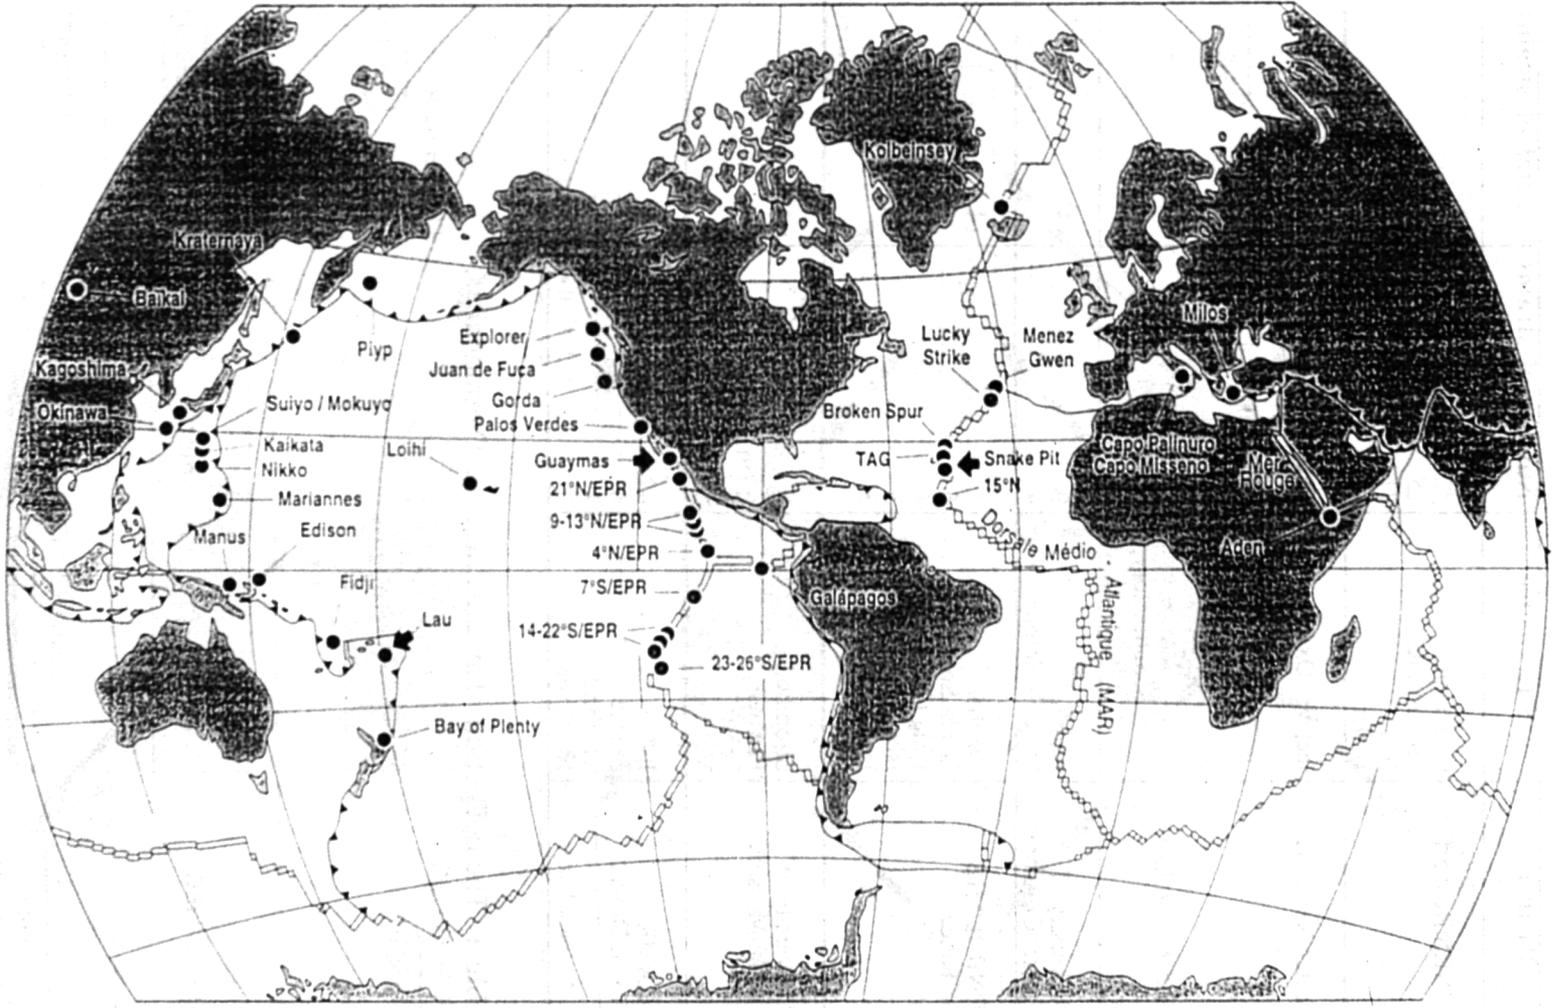 Kolbeinsey
Kraternaya
Baïkal
Kagoshima
Okinawa
Piyp
Suiyo / Mokuyo
Kaikata
Nikko
Mariannes
Manus
Edison
Fidji
Lau
Bay of Plenty
Loihi
Explorer
Juan de Fuca
Gorda
Palos Verdes
Guaymas
21°N/EPR
9-13°N/EPR
4°N/EPR
7°S/EPR
14-22°S/EPR
23-26°S/EPR
Galápagos
Lucky
Strike
Menez
Gwen
Broken Spur
TAG
Snake Pit
15°N
Dorsale Médio
Atlantique (MAR)
Milos
Capo Palinuro
Capo Misseno
Mer
Rouge
Aden